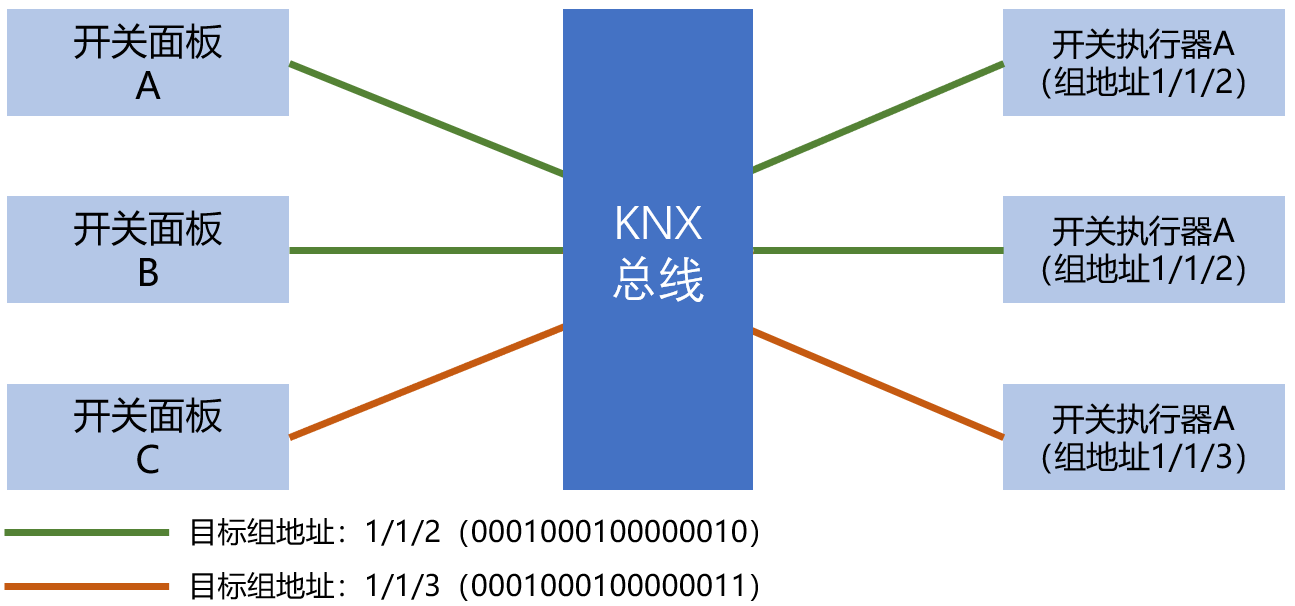 开关面板
A
开关面板
B
开关面板
C
KNX
总线
开关执行器A
（组地址1/1/2）
开关执行器A
（组地址1/1/2）
开关执行器A
（组地址1/1/3）
目标组地址：1/1/2（0001000100000010）
目标组地址：1/1/3（0001000100000011）